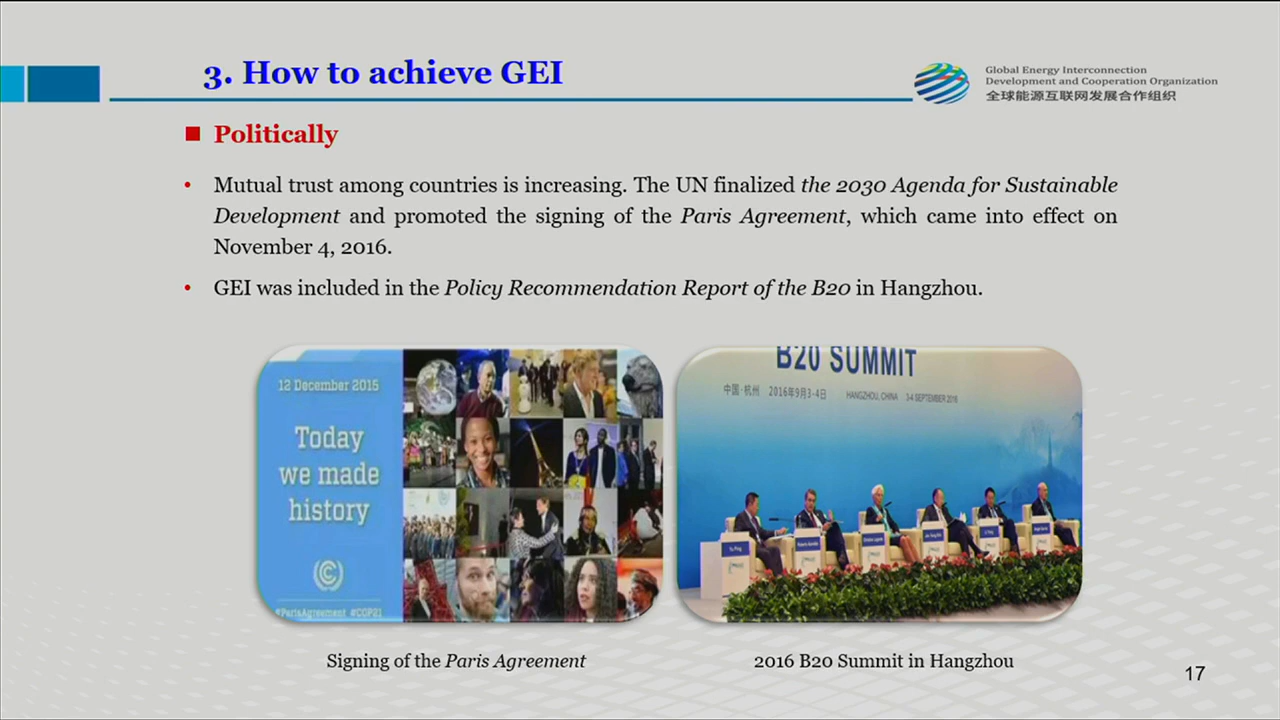 3. How to achieve GEI
Global Energy Interconnection
Development and Cooperation Organization
全球能源互联网发展合作组织
■ Politically
• Mutual trust among countries is increasing. The UN finalized the 2030 Agenda for Sustainable
Development and promoted the signing of the Paris Agreement, which came into effect on
November 4, 2016.
• GEI was included in the Policy Recommendation Report of the B20 in Hangzhou.
12 December 2015
Today
we made
history
#ParisAgreement #COP21
B20 SUMMIT
中国·杭州 2016年9月3-4日 HANGZHOU, CHINA 3-4 SEPTEMBER 2016
Signing of the Paris Agreement
2016 B20 Summit in Hangzhou
17